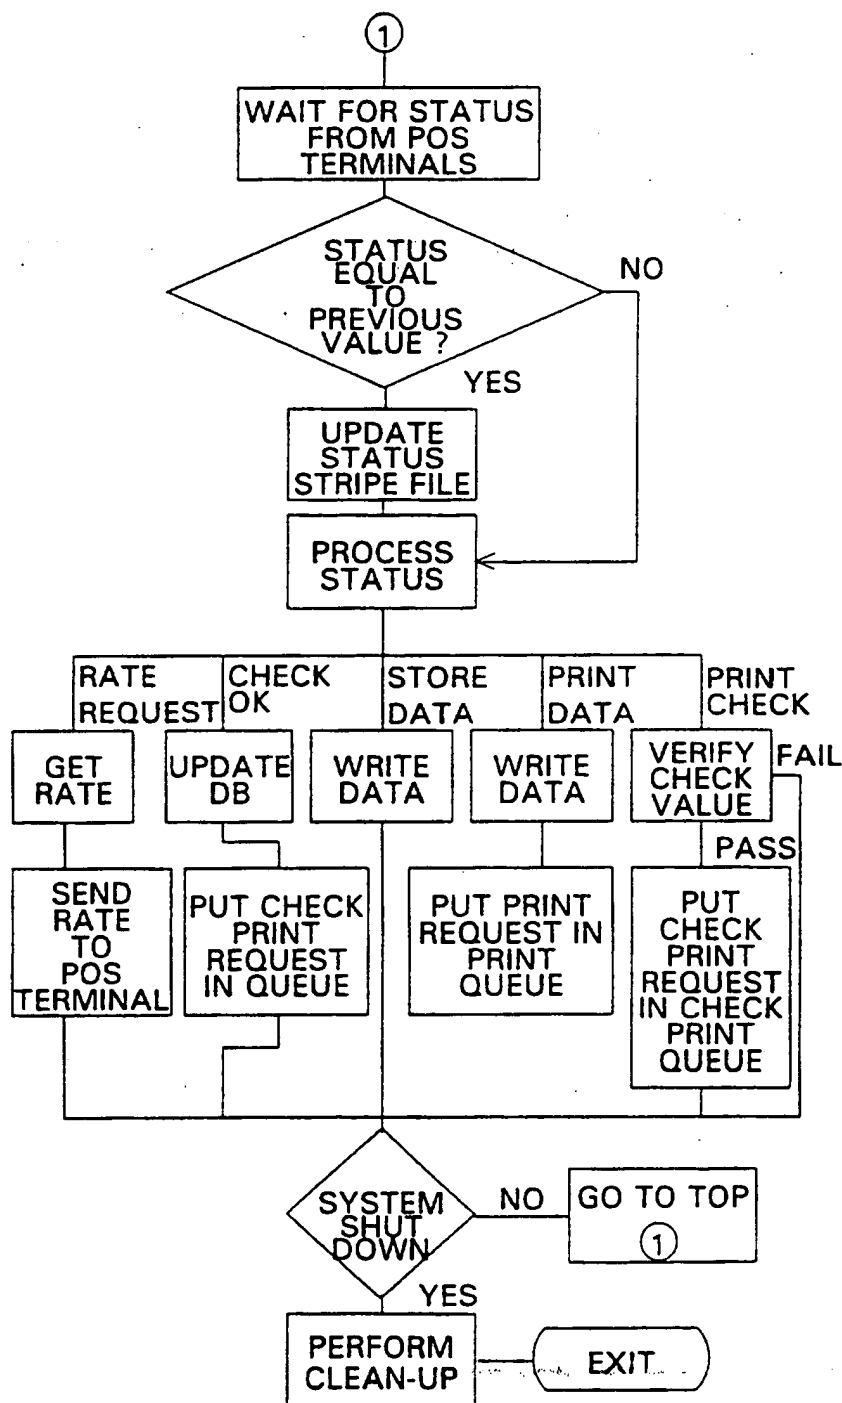 1
WAIT FOR STATUS
FROM POS
TERMINALS
STATUS
EQUAL
TO
PREVIOUS
VALUE ?
NO
YES
UPDATE
STATUS
STRIPE FILE
PROCESS
STATUS
RATE
REQUEST
CHECK
OK
STORE
DATA
PRINT
DATA
PRINT
CHECK
GET
RATE
UPDATE
DB
WRITE
DATA
WRITE
DATA
VERIFY
CHECK
VALUE
FAIL
PASS
SEND
RATE
TO
POS
TERMINAL
PUT CHECK
PRINT
REQUEST
IN QUEUE
PUT PRINT
REQUEST IN
PRINT
QUEUE
PUT
CHECK
PRINT
REQUEST
IN CHECK
PRINT
QUEUE
SYSTEM
SHUT
DOWN
NO
GO TO TOP
1
YES
PERFORM
CLEAN-UP
EXIT